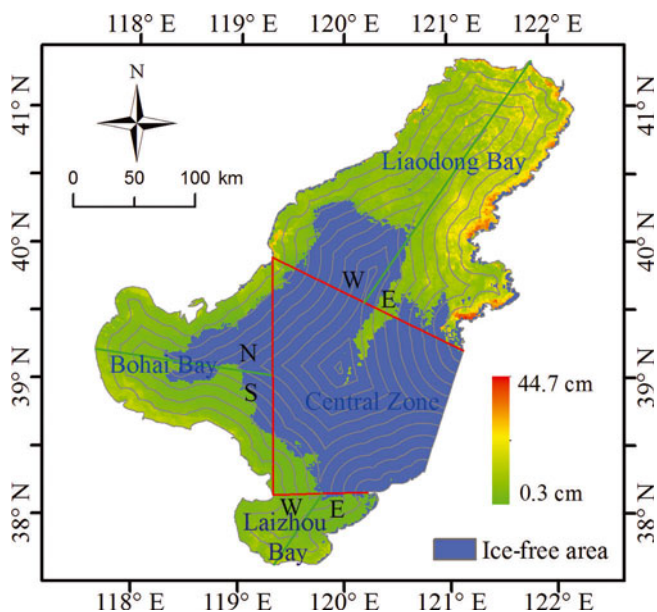 118° E 119° E 120° E 121° E 122° E
N
41° N
41° N
Liaodong Bay
0 50 100 km
40° N
40° N
W
E
N
Bohai Bay
39° N
39° N
S
44.7 cm
Central Zone
0.3 cm
38° N
38° N
W E
Laizhou
Bay
Ice-free area
118° E 119° E 120° E 121° E 122° E